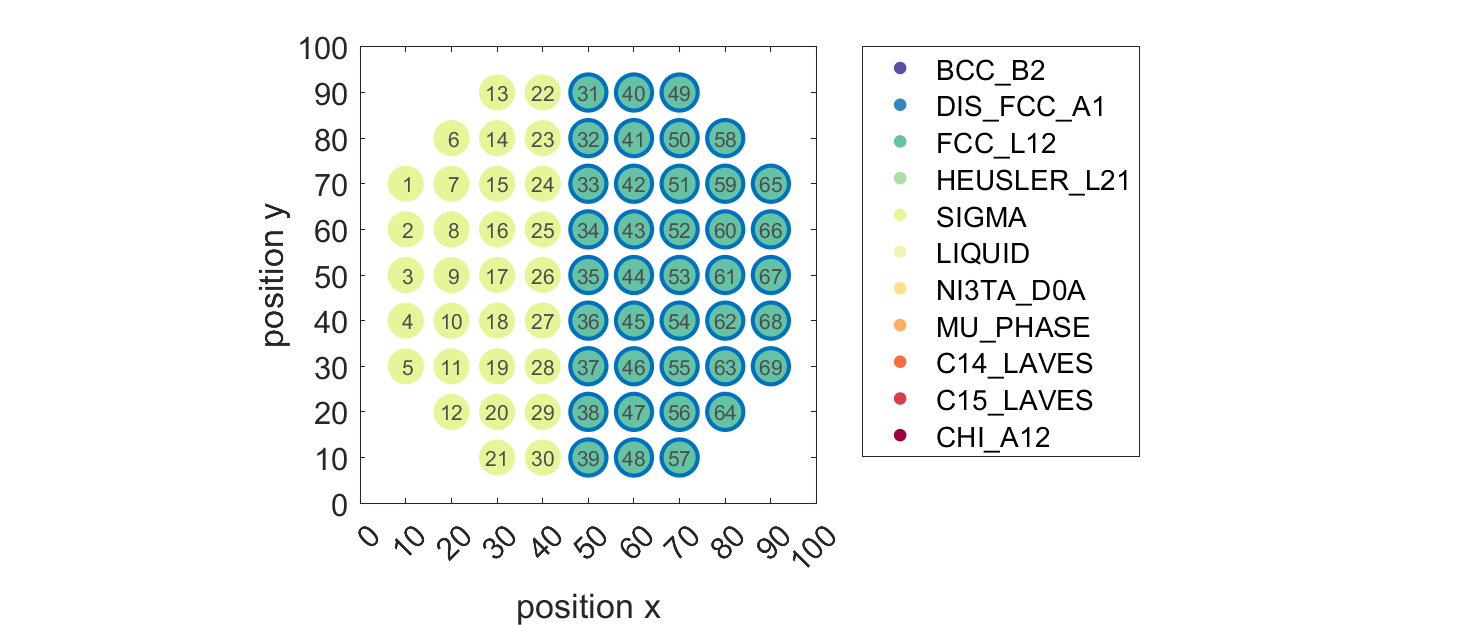 100
90
80
70
60
50
40
30
20
10
0
position y
13 22 31 40 49
6 14 23 32 41 50 58
1 7 15 24 33 42 51 59 65
2 8 16 25 34 43 52 60 66
3 9 17 26 35 44 53 61 67
4 10 18 27 36 45 54 62 68
5 11 19 28 37 46 55 63 69
12 20 29 38 47 56 64
21 30 39 48 57
0 10 20 30 40 50 60 70 80 90 100
position x
BCC_B2
DIS_FCC_A1
FCC_L12
HEUSLER_L21
SIGMA
LIQUID
NI3TA_D0A
MU_PHASE
C14_LAVES
C15_LAVES
CHI_A12